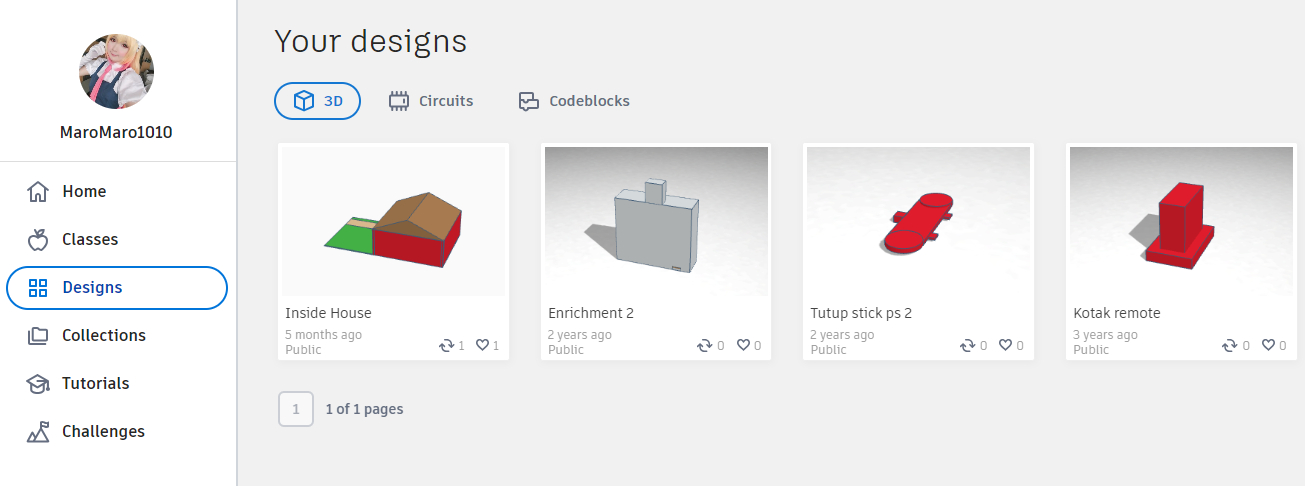 MaroMaro1010
Home
Classes
Designs
Collections
Tutorials
Challenges
Your designs
3D Circuits Codeblocks
Inside House
5 months ago
Public 1 1
Enrichment 2
2 years ago
Public 0 0
Tutup stick ps 2
2 years ago
Public 0 0
Kotak remote
3 years ago
Public 0 0
1 1 of 1 pages